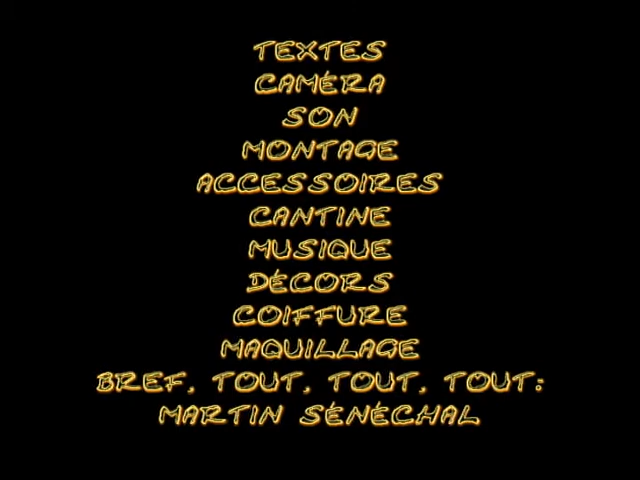 TEXTES
CAMÉRA
SON
MONTAGE
ACCESSOIRES
CANTINE
MUSIQUE
DÉCORS
COIFFURE
MAQUILLAGE
BREF, TOUT, TOUT, TOUT:
MARTIN SÉNÉCHAL